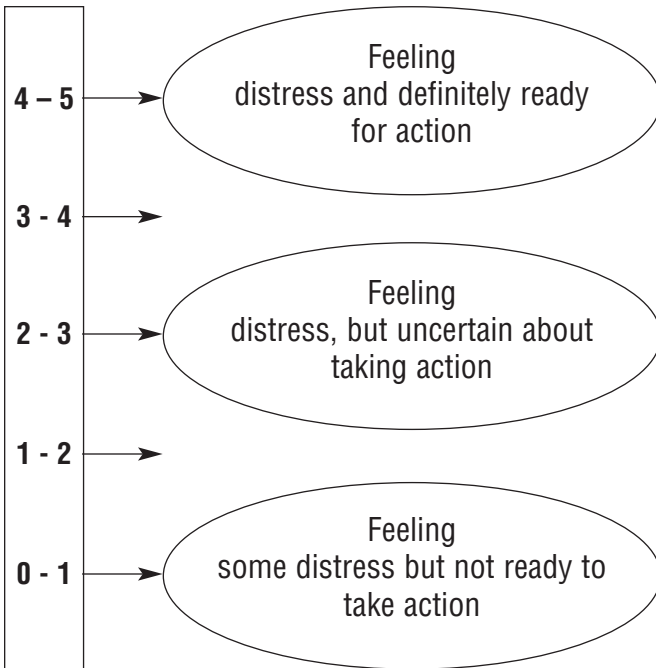 4 – 5
Feeling
distress and definitely ready
for action
3 - 4
2 - 3
Feeling
distress, but uncertain about
taking action
1 - 2
0 - 1
Feeling
some distress but not ready to
take action